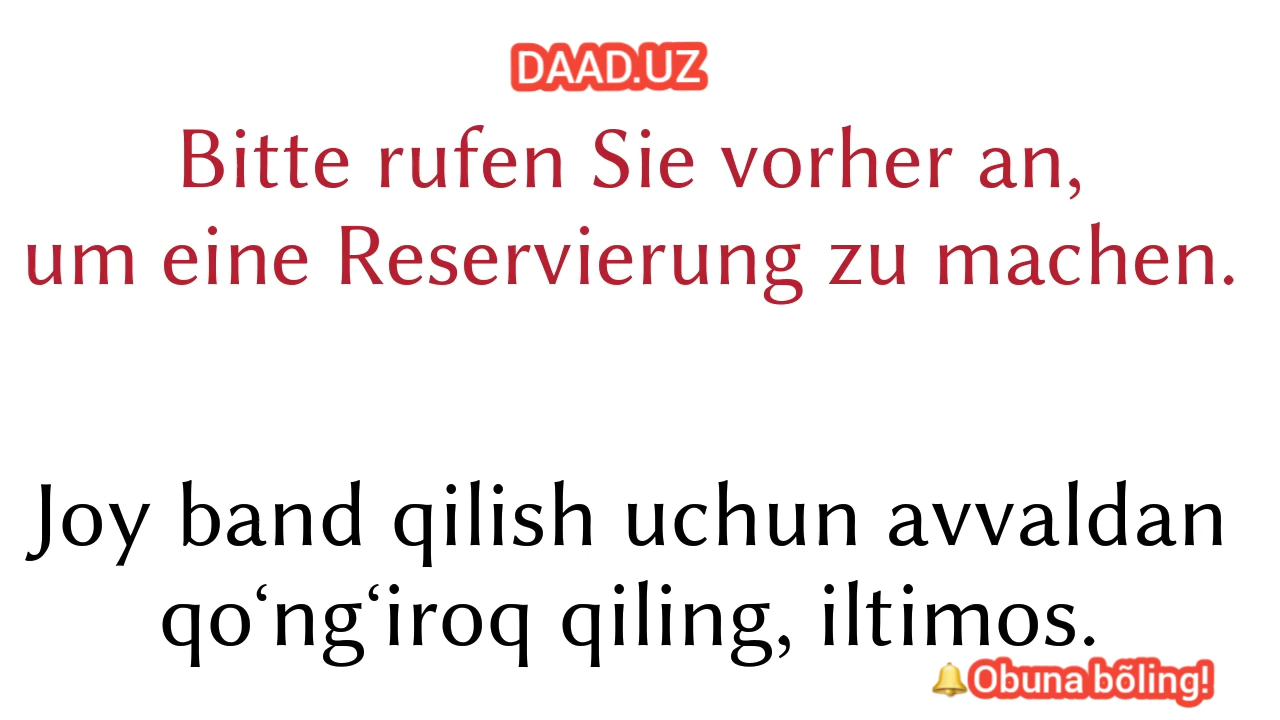 DAAD.UZ
Bitte rufen Sie vorher an,
um eine Reservierung zu machen.
Joy band qilish uchun avvaldan
qo‘ng‘iroq qiling, iltimos.
🔔Obuna bõling!